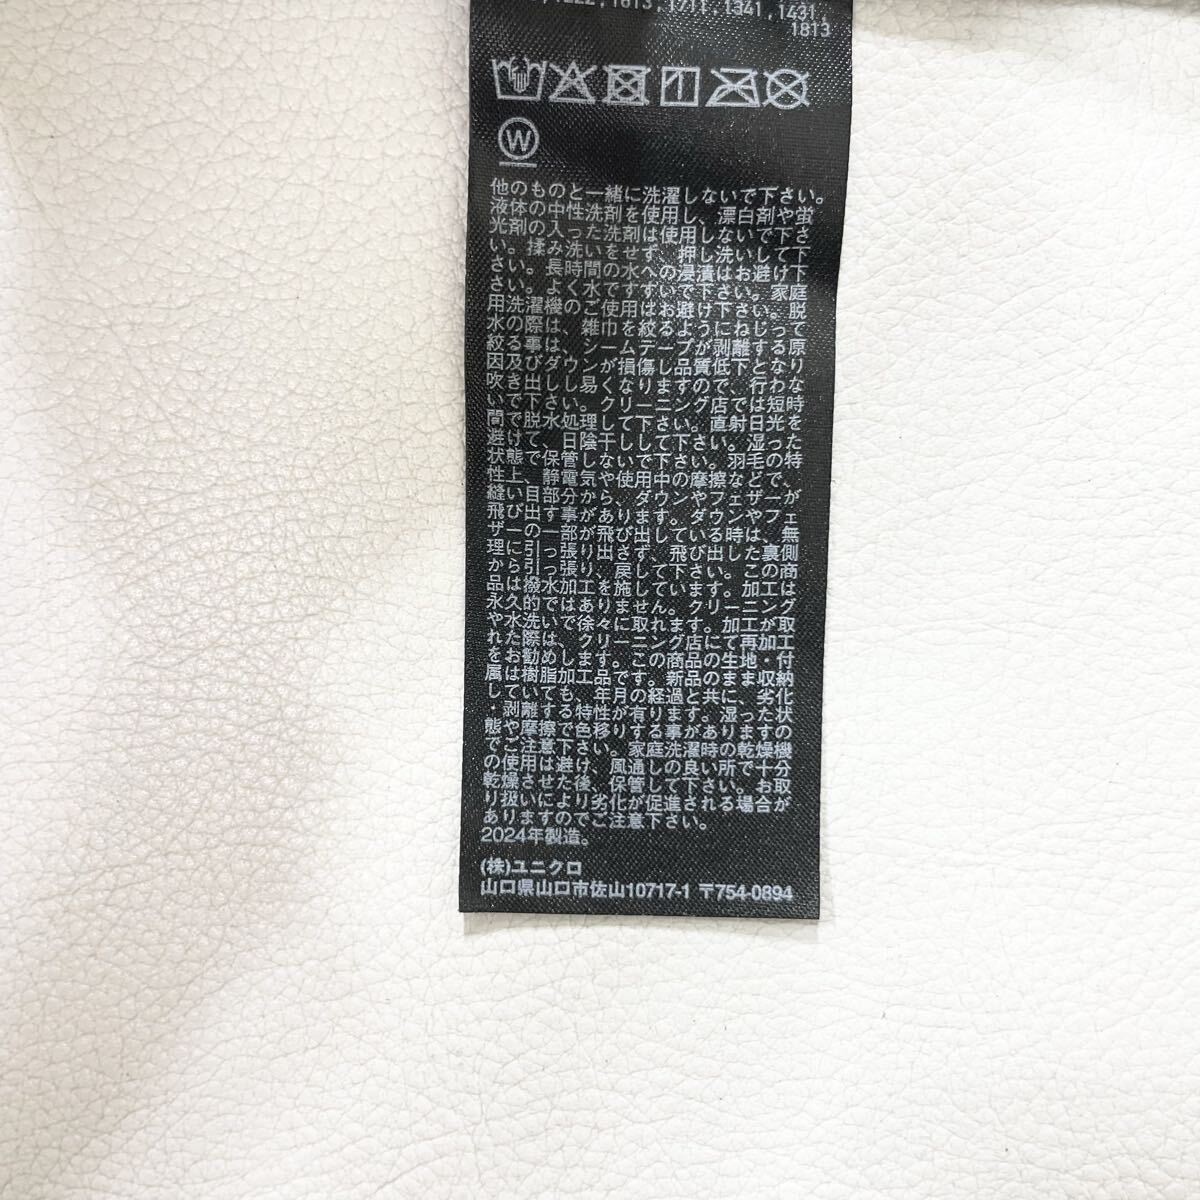 ,1222,1613,1711,1341,1431,
1813
W
他のものと一緒に洗濯しないで下さい。
液体の中性洗剤を使用し、漂白剤や蛍
光剤の入った洗剤は使用しないで下さ
い。揉み洗いをせず、押し洗いして下
さい。長時間の水への浸漬はお避け下
さい。よく水ですすいで下さい。家庭
用洗濯機のご使用はお避け下さい。脱
水の際は、雑巾を絞るようにねじって
絞る事は、シームテープが剥離する原
因及びダウンが損傷し品質低下となり
吹き出しし易くなりますので、行わな
いで下さい。クリーニング店では短時
間で脱水処理して下さい。直射日光を
避けて、日陰干しして下さい。湿った
状態で保管しないで下さい。羽毛の特
性上、静電気や使用中の摩擦などで、
縫い目部分から、ダウンやフェザーが
飛び出す事があります。ダウンやフェ
ザーの一部が飛び出している時は、無
理に引っ張り出さず、飛び出した裏側
から引っ張り、戻して下さい。この商
品は撥水加工を施しています。加工は
永久的ではありません。クリーニング
や水洗いで徐々に取れます。加工が取
れた際は、クリーニング店にて再加工
をお勧めします。この商品の生地・付
属は樹脂加工品です。新品のまま収納
していても、年月の経過と共に、劣化
・剥離する特性が有ります。湿った状
態や摩擦で色移りする事がありますの
でご注意下さい。家庭洗濯時の乾燥機
の使用は避け、風通しの良い所で十分
乾燥させた後、保管して下さい。お取
り扱いにより劣化が促進される場合が
ありますのでご注意下さい。
2024年製造。
(株)ユニクロ
山口県山口市佐山10717-1 〒754-0894